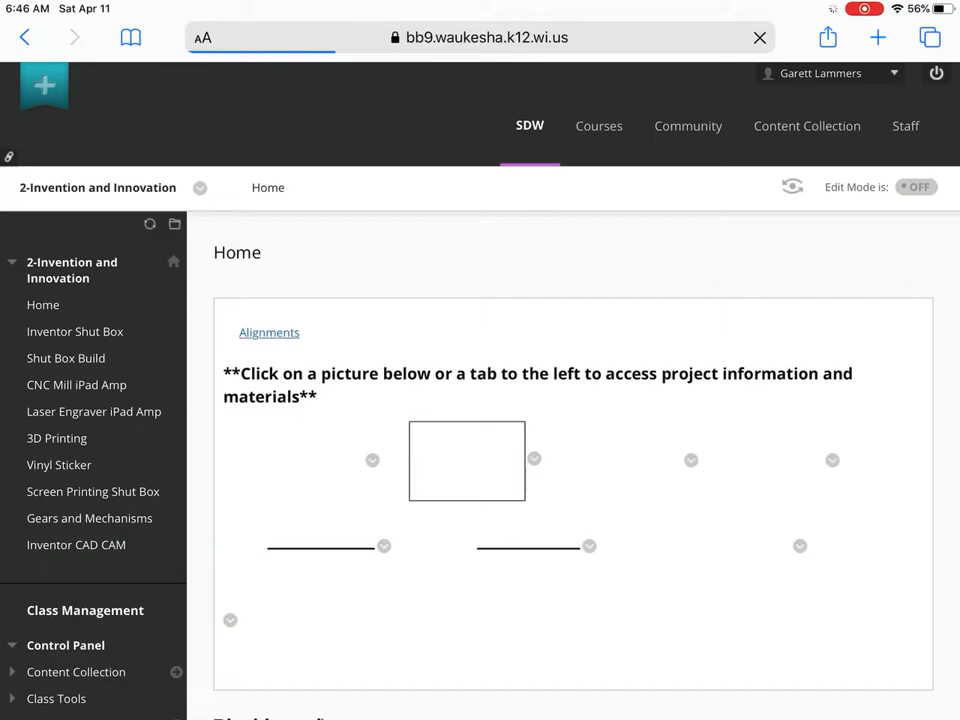 6:46 AM Sat Apr 11
56%
AA
bb9.waukesha.k12.wi.us
Garett Lammers
SDW
Courses
Community
Content Collection
Staff
2-Invention and Innovation
Home
Edit Mode is:
OFF
2-Invention and
Innovation
Home
Inventor Shut Box
Shut Box Build
CNC Mill iPad Amp
Laser Engraver iPad Amp
3D Printing
Vinyl Sticker
Screen Printing Shut Box
Gears and Mechanisms
Inventor CAD CAM
Class Management
Control Panel
Content Collection
Class Tools
Home
Alignments
**Click on a picture below or a tab to the left to access project information and
materials**